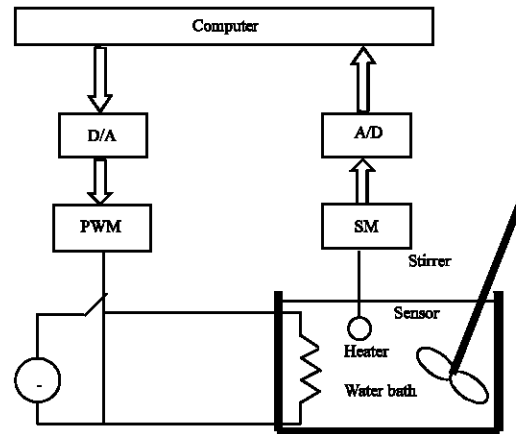 Computer
D/A
A/D
PWM
SM
Stirrer
Sensor
Heater
Water bath
-